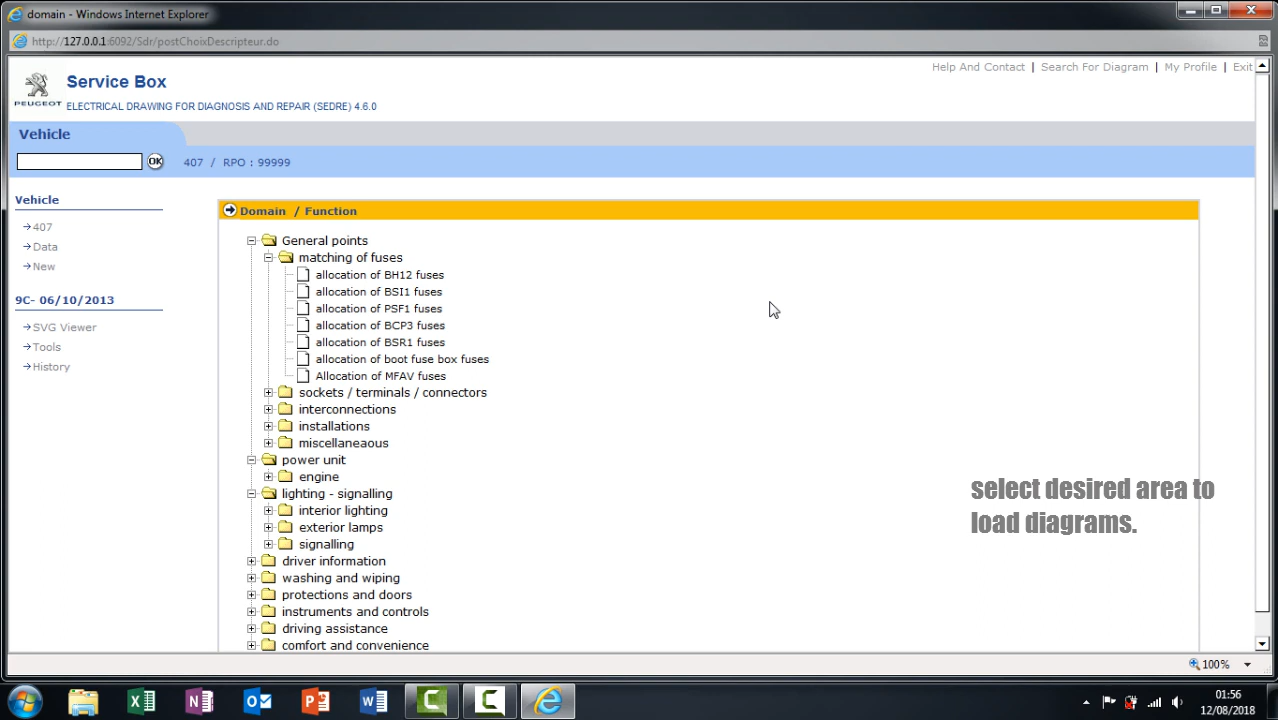 domain - Windows Internet Explorer
http://127.0.0.1:6092/Sdr/postChoixDescripteur.do
Help And Contact | Search For Diagram | My Profile | Exit
Service Box
PEUGEOT
ELECTRICAL DRAWING FOR DIAGNOSIS AND REPAIR (SEDRE) 4.6.0
Vehicle
OK
407 / RPO : 99999
Vehicle
407
Data
New
9C- 06/10/2013
SVG Viewer
Tools
History
Domain / Function
General points
matching of fuses
allocation of BH12 fuses
allocation of BSI1 fuses
allocation of PSF1 fuses
allocation of BCP3 fuses
allocation of BSR1 fuses
allocation of boot fuse box fuses
Allocation of MFAV fuses
sockets / terminals / connectors
interconnections
installations
miscellaneaous
power unit
engine
lighting - signalling
interior lighting
exterior lamps
signalling
driver information
washing and wiping
protections and doors
instruments and controls
driving assistance
comfort and convenience
select desired area to
load diagrams.
100%
01:56
12/08/2018